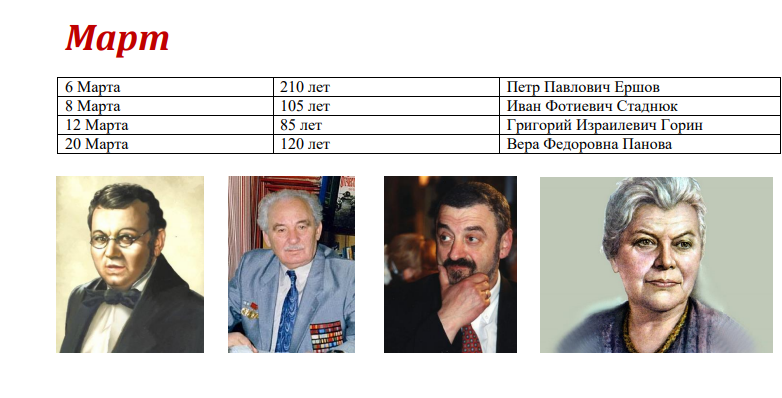 Март
6 Марта 210 лет Петр Павлович Ершов
8 Марта 105 лет Иван Фотиевич Стаднюк
12 Марта 85 лет Григорий Израилевич Горин
20 Марта 120 лет Вера Федоровна Панова